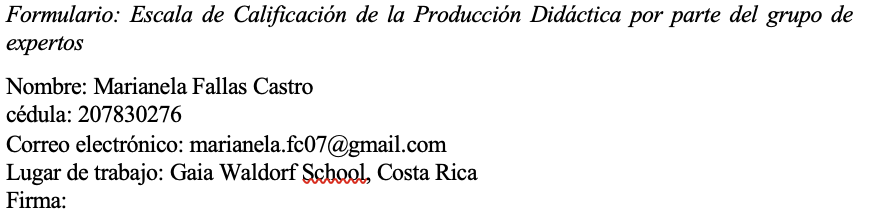 Formulario: Escala de Calificación de la Producción Didáctica por parte del grupo de
expertos
Nombre: Marianela Fallas Castro
cédula: 207830276
Correo electrónico: marianela.fc07@gmail.com
Lugar de trabajo: Gaia Waldorf School, Costa Rica
Firma: